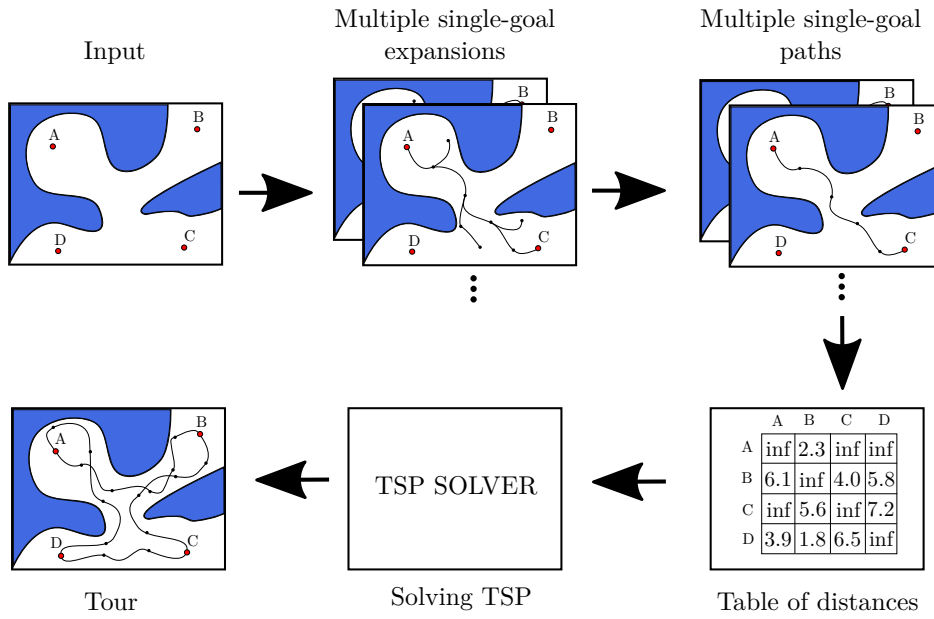 Input
Multiple single-goal
expansions
Multiple single-goal
paths
A
B
C
D
B
A
B
C
D
B
A
B
C
D
A
B
C
D
TSP SOLVER
A B C D
A inf 2.3 inf inf
B 6.1 inf 4.0 5.8
C inf 5.6 inf 7.2
D 3.9 1.8 6.5 inf
Tour
Solving TSP
Table of distances